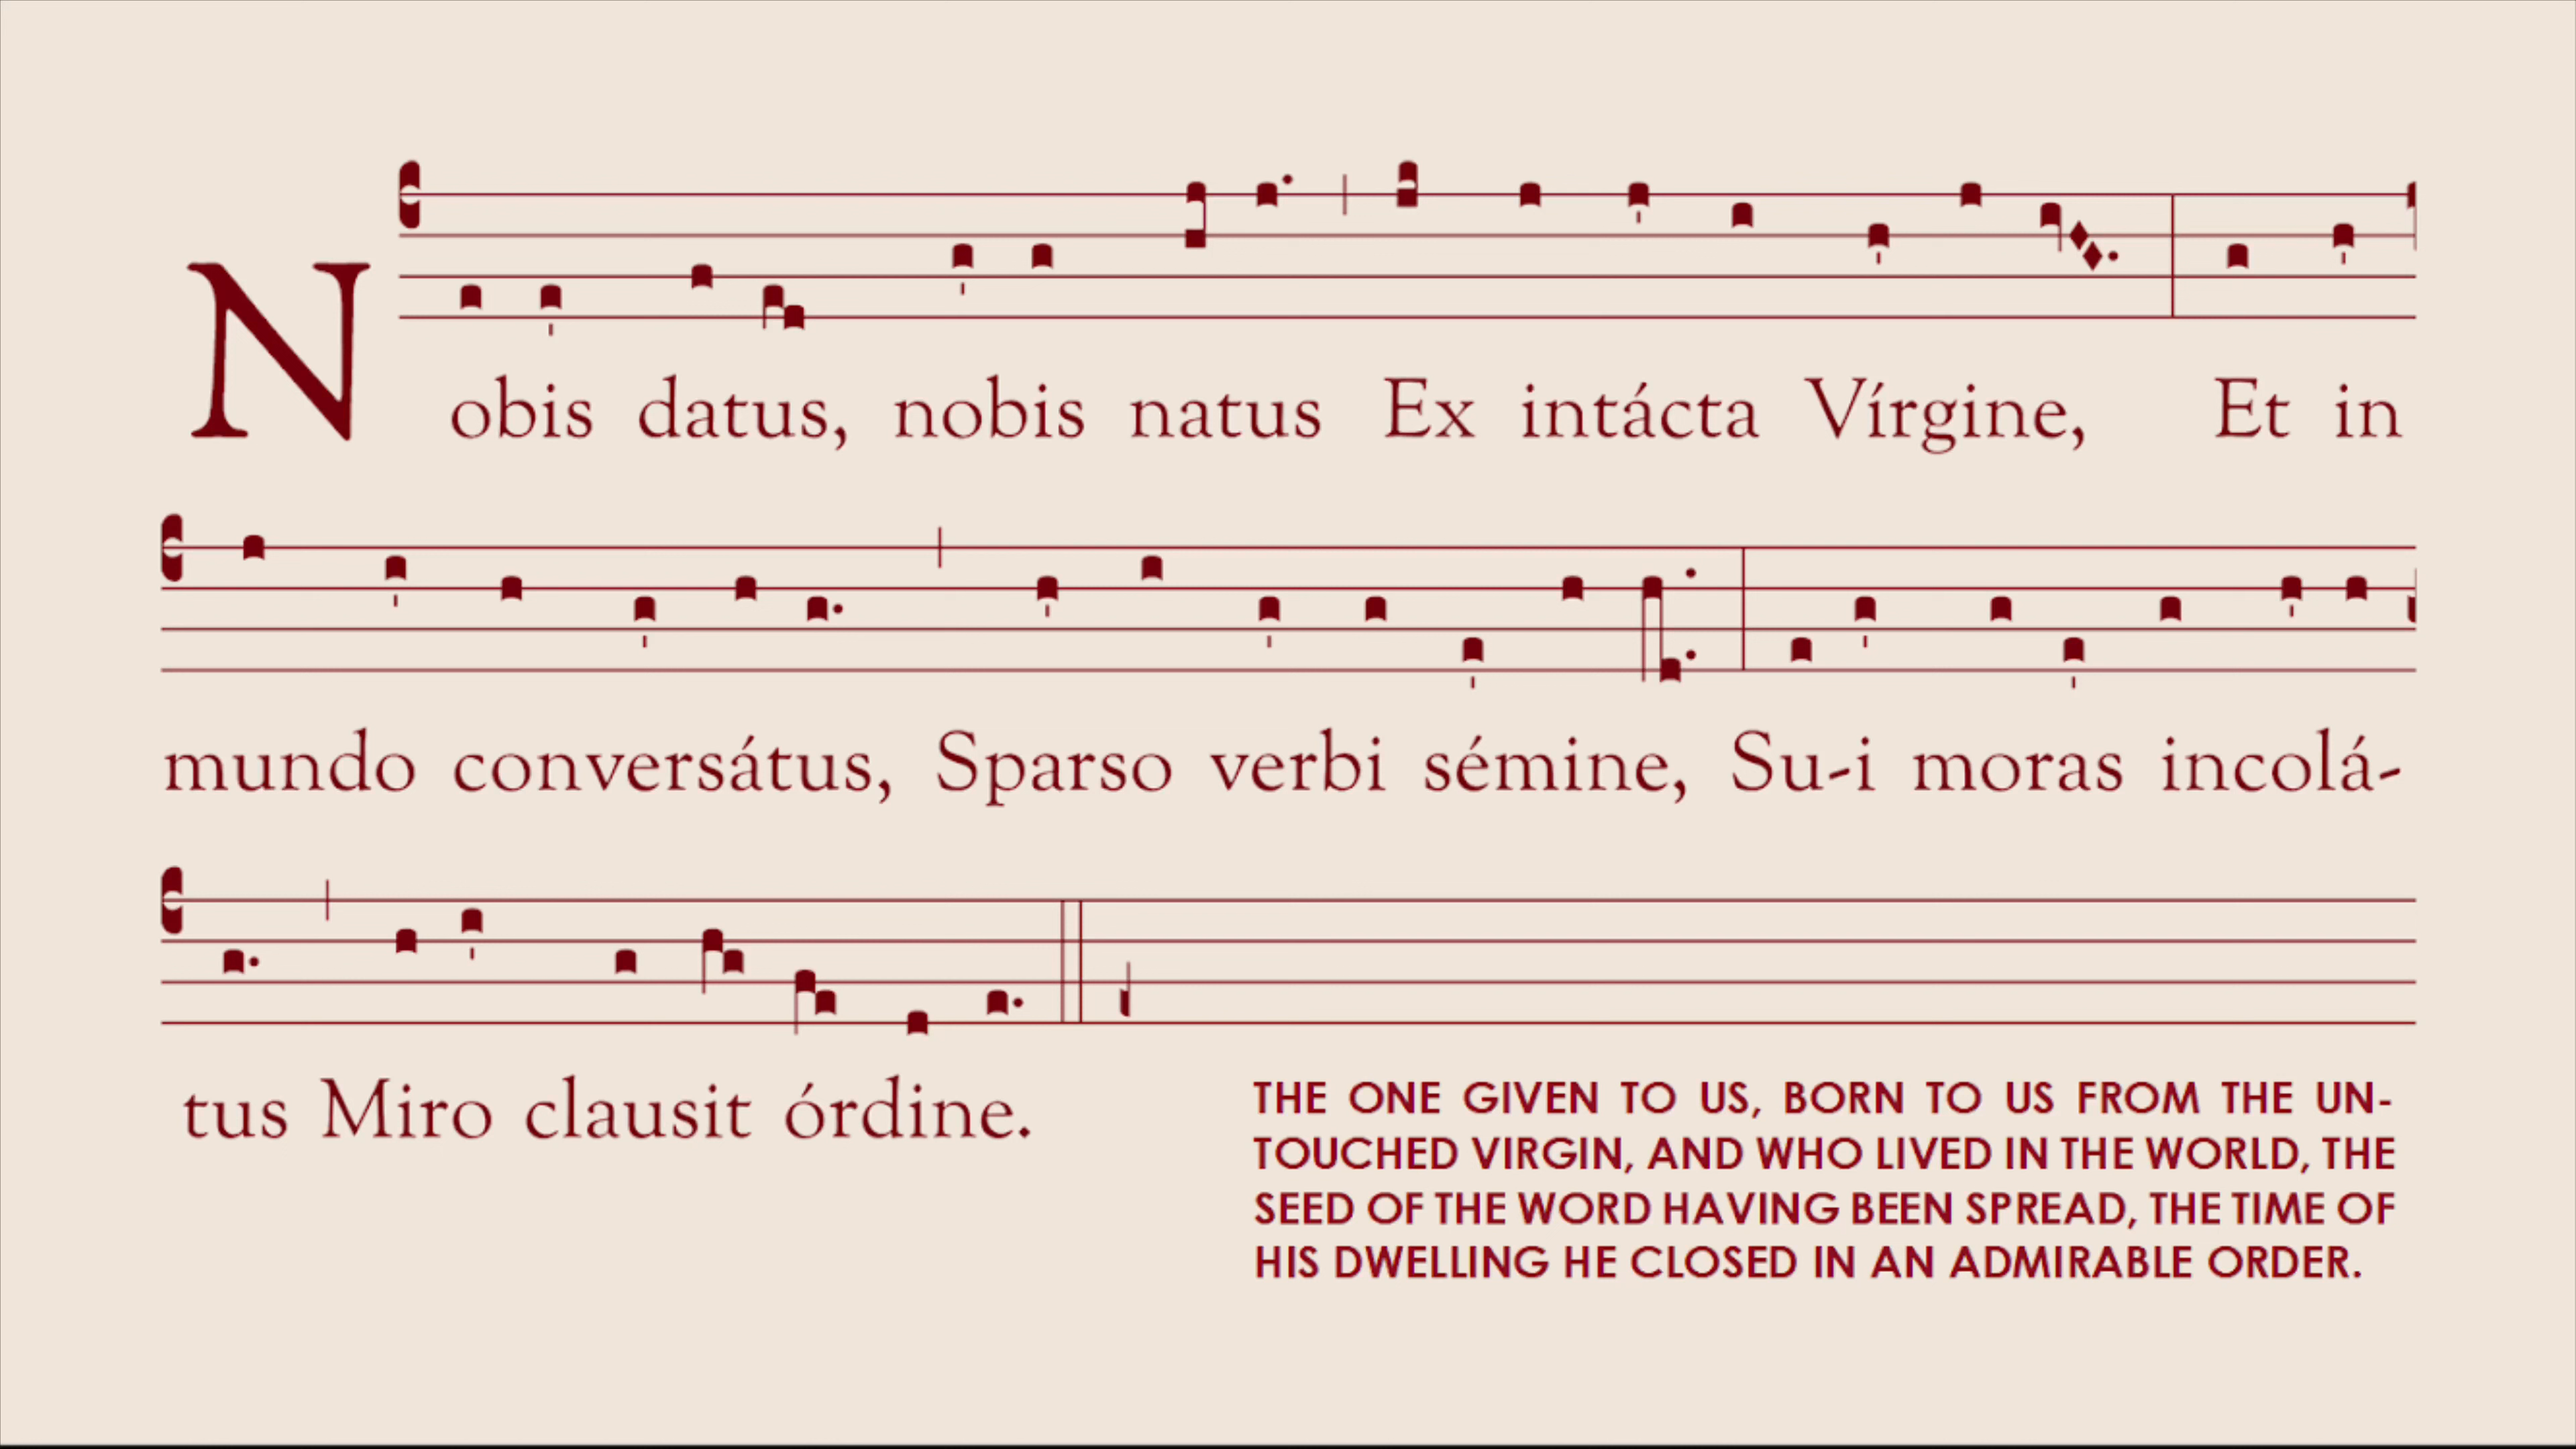 Nobis datus, nobis natus Ex intácta Vírgine, Et in
mundo conversátus, Sparso verbi sémine, Su-i moras incolá-
tus Miro clausit órdine.
THE ONE GIVEN TO US, BORN TO US FROM THE UN-
TOUCHED VIRGIN, AND WHO LIVED IN THE WORLD, THE
SEED OF THE WORD HAVING BEEN SPREAD, THE TIME OF
HIS DWELLING HE CLOSED IN AN ADMIRABLE ORDER.